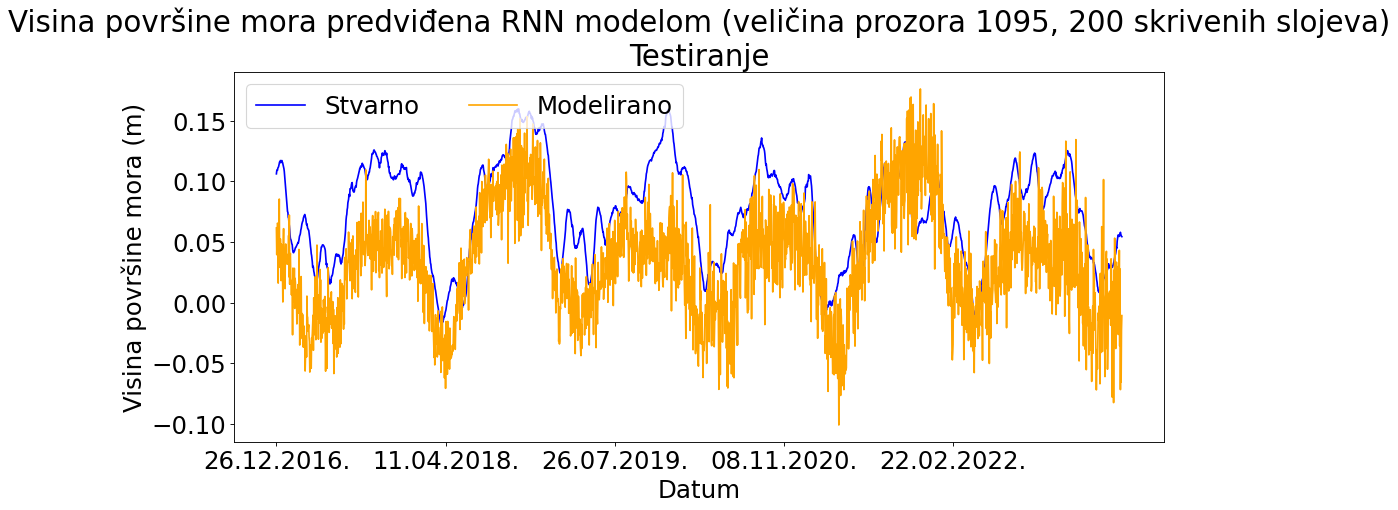 Visina površine mora predviđena RNN modelom (veličina prozora 1095, 200 skrivenih slojeva)
Testiranje
Stvarno Modelirano
Visina površine mora (m)
0.15
0.10
0.05
0.00
−0.05
−0.10
26.12.2016. 11.04.2018. 26.07.2019. 08.11.2020. 22.02.2022.
Datum